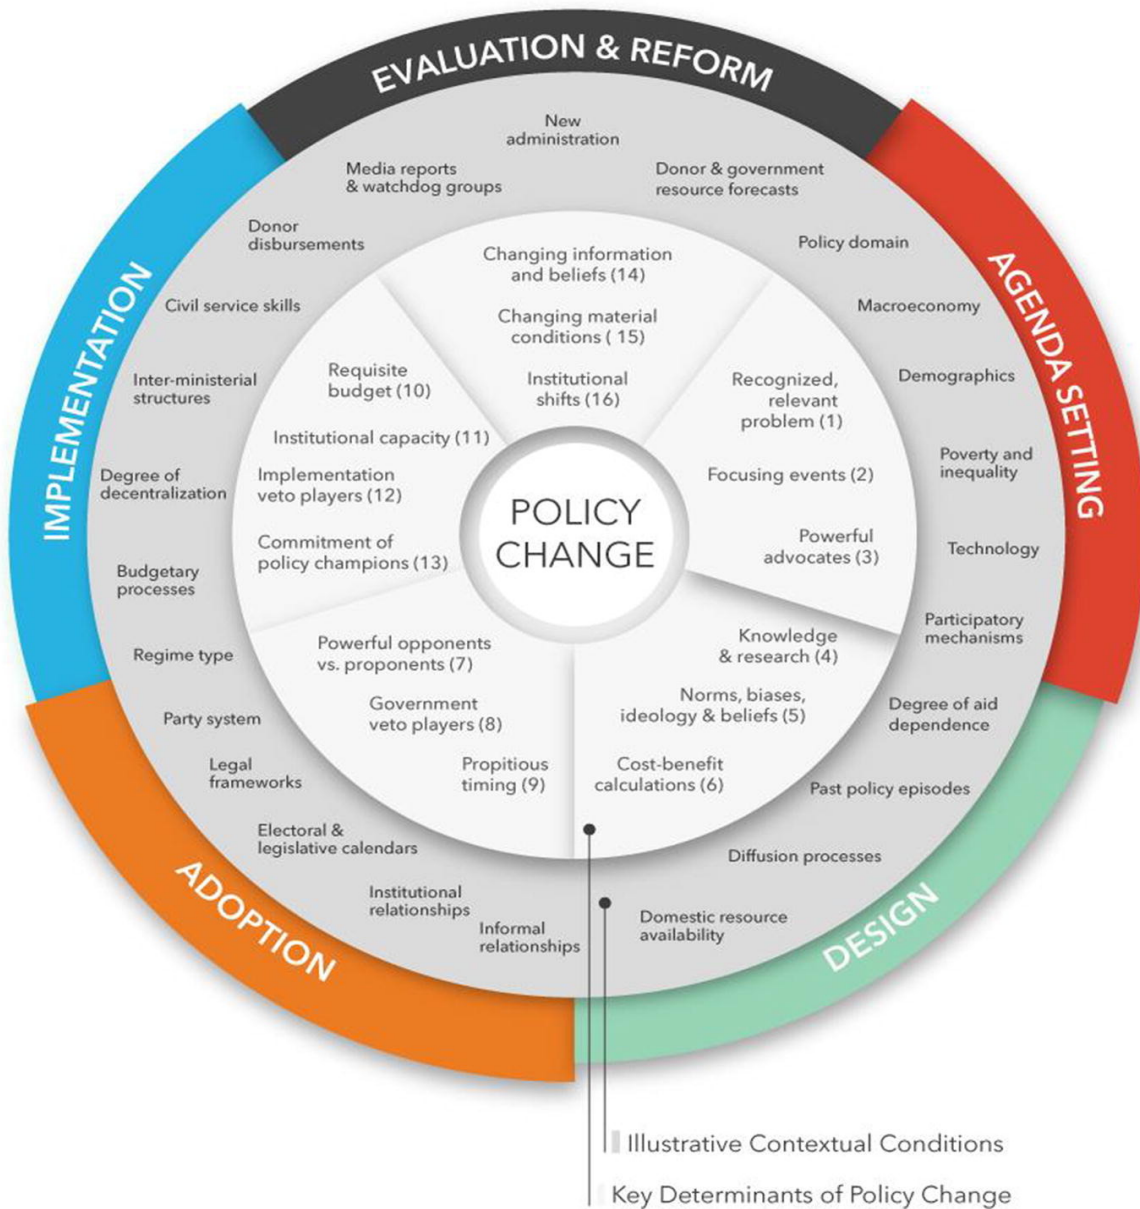 EVALUATION & REFORM
AGENDA SETTING
DESIGN
ADOPTION
IMPLEMENTATION
New
administration
Donor & government
resource forecasts
Policy domain
Macroeconomy
Demographics
Poverty and
inequality
Technology
Participatory
mechanisms
Degree of aid
dependence
Past policy episodes
Diffusion processes
Domestic resource
availability
Informal
relationships
Institutional
relationships
Electoral &
legislative calendars
Legal
frameworks
Party system
Regime type
Budgetary
processes
Degree of
decentralization
Inter-ministerial
structures
Civil service skills
Donor
disbursements
Media reports
& watchdog groups
Changing information
and beliefs (14)
Changing material
conditions ( 15)
Institutional
shifts (16)
Recognized,
relevant
problem (1)
Focusing events (2)
Powerful
advocates (3)
Knowledge
& research (4)
Norms, biases,
ideology & beliefs (5)
Cost-benefit
calculations (6)
Powerful opponents
vs. proponents (7)
Government
veto players (8)
Propitious
timing (9)
Requisite
budget (10)
Institutional capacity (11)
Implementation
veto players (12)
Commitment of
policy champions (13)
POLICY
CHANGE
Illustrative Contextual Conditions
Key Determinants of Policy Change